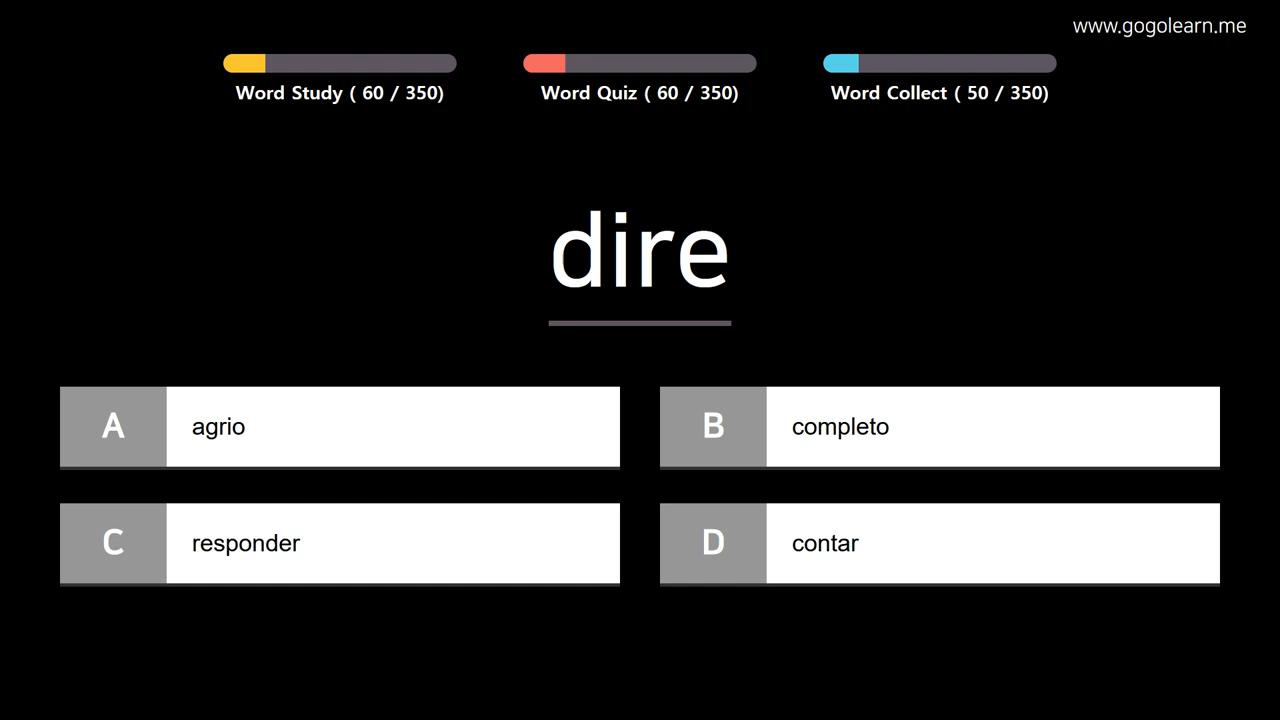 www.gogolearn.me
Word Study ( 60 / 350)
Word Quiz ( 60 / 350)
Word Collect ( 50 / 350)
dire
A agrio
B completo
C responder
D contar